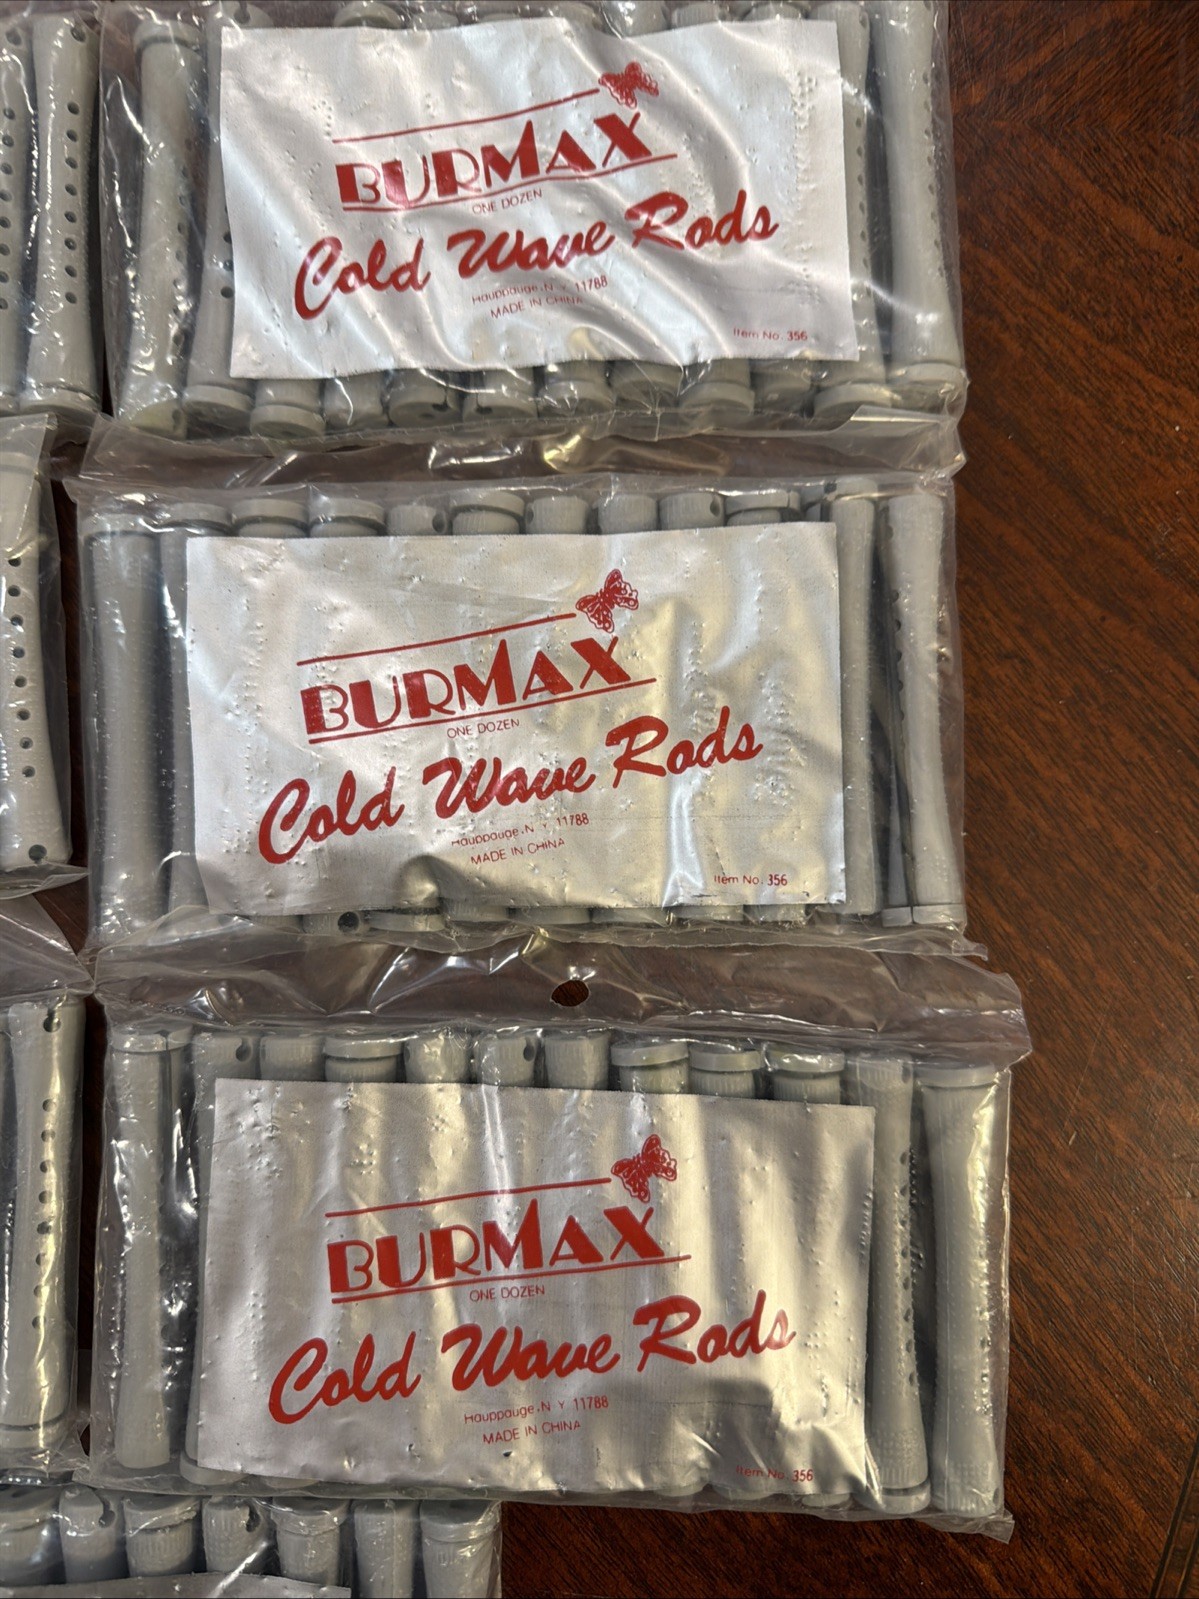 BURMAX
ONE DOZEN
Cold Wave Rods
Hauppauge, N Y 11788
MADE IN CHINA
Item No. 356
BURMAX
ONE DOZEN
Cold Wave Rods
Hauppauge, N Y 11788
MADE IN CHINA
Item No. 356
BURMAX
ONE DOZEN
Cold Wave Rods
Hauppauge, N Y 11788
MADE IN CHINA
Item No. 356